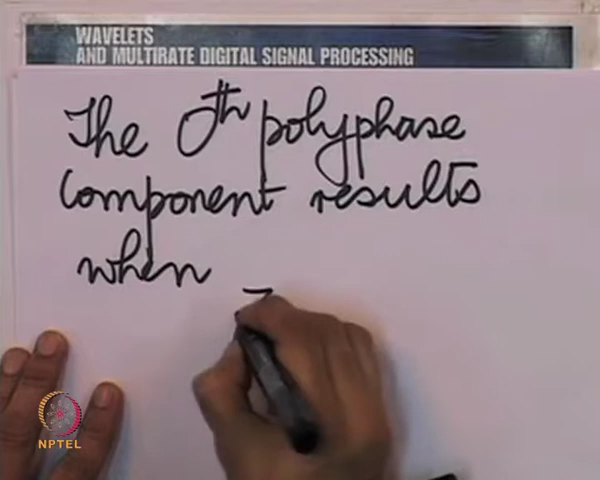 WAVELETS
AND MULTIRATE DIGITAL SIGNAL PROCESSING
The 0th polyphase
component results
when
NPTEL